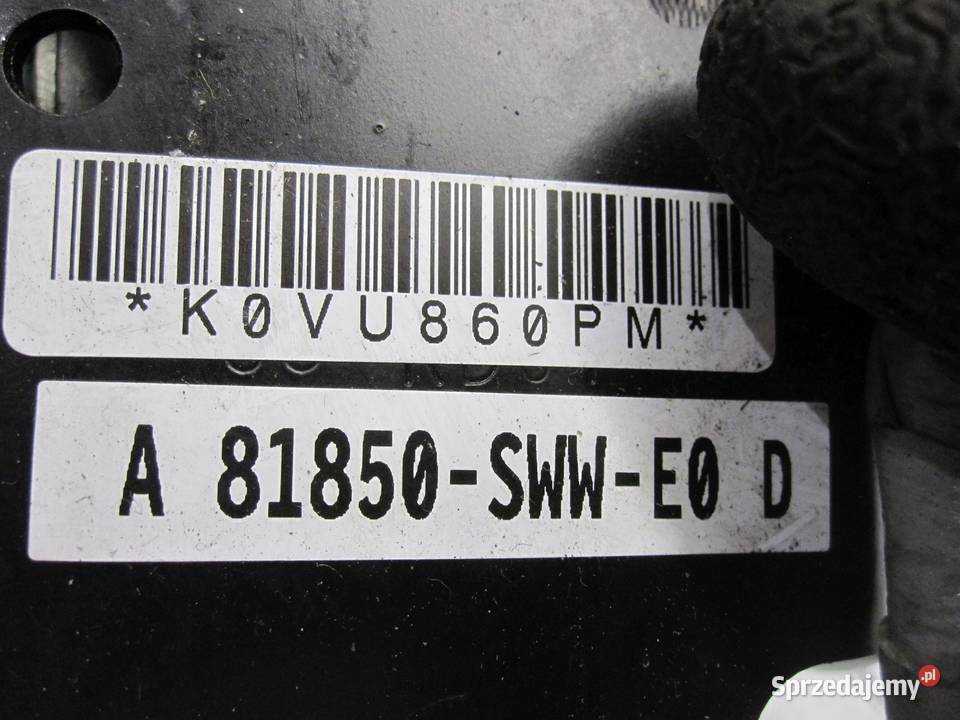 *K0VU860PM*
A 81850-SWW-E0 D
Sprzedajemy.pl